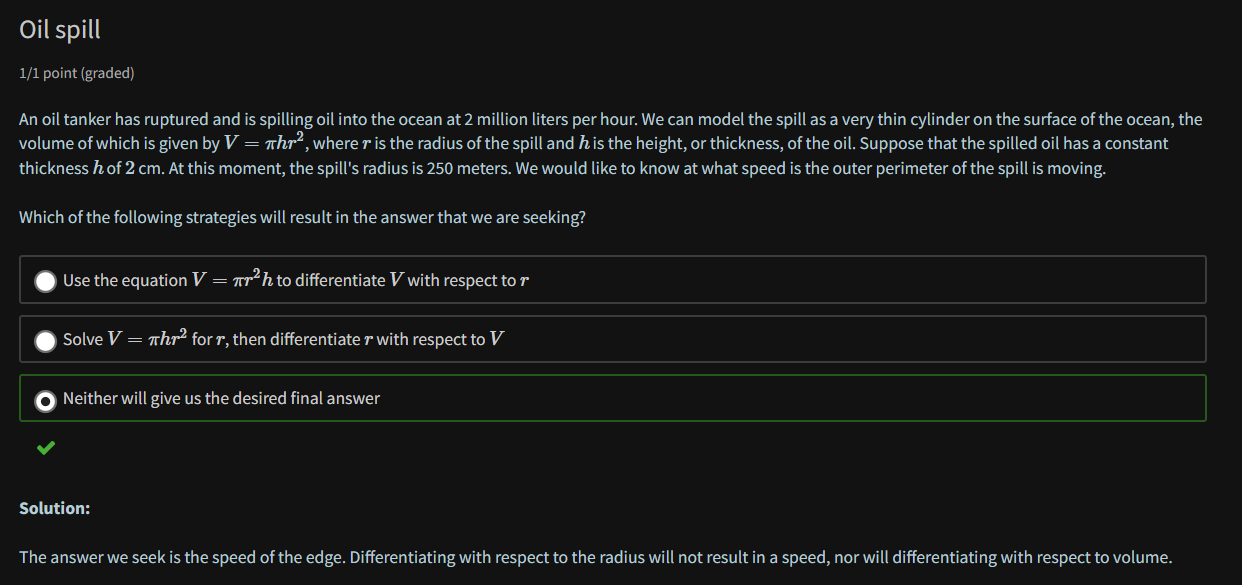 Oil spill
1/1 point (graded)
An oil tanker has ruptured and is spilling oil into the ocean at 2 million liters per hour. We can model the spill as a very thin cylinder on the surface of the ocean, the
volume of which is given by V = πhr², where r is the radius of the spill and h is the height, or thickness, of the oil. Suppose that the spilled oil has a constant
thickness h of 2 cm. At this moment, the spill's radius is 250 meters. We would like to know at what speed is the outer perimeter of the spill is moving.
Which of the following strategies will result in the answer that we are seeking?
Use the equation V = πr²h to differentiate V with respect to r
Solve V = πhr² for r, then differentiate r with respect to V
Neither will give us the desired final answer
Solution:
The answer we seek is the speed of the edge. Differentiating with respect to the radius will not result in a speed, nor will differentiating with respect to volume.